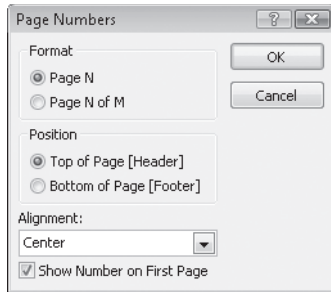 Page Numbers
Format
Page N
Page N of M
Position
Top of Page [Header]
Bottom of Page [Footer]
Alignment:
Center
Show Number on First Page
OK
Cancel